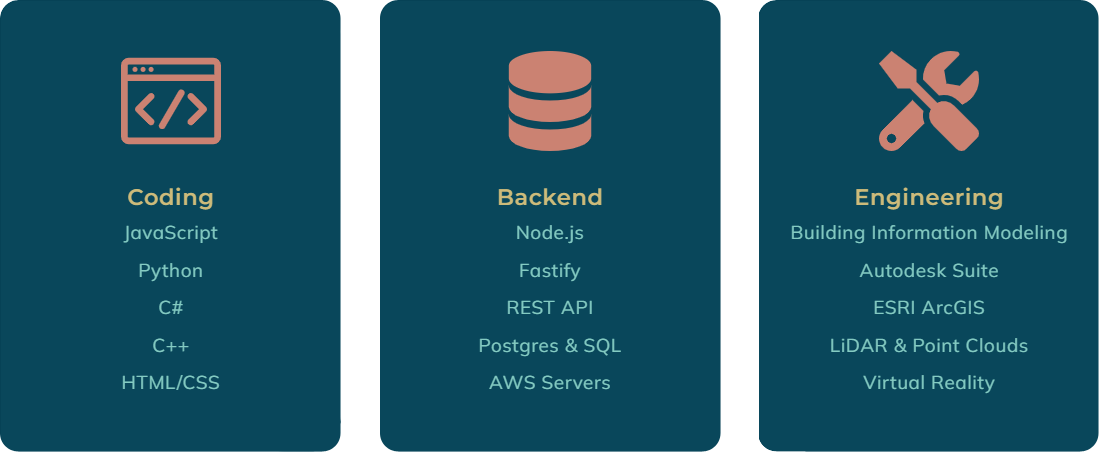 Coding
JavaScript
Python
C#
C++
HTML/CSS
Backend
Node.js
Fastify
REST API
Postgres & SQL
AWS Servers
Engineering
Building Information Modeling
Autodesk Suite
ESRI ArcGIS
LiDAR & Point Clouds
Virtual Reality